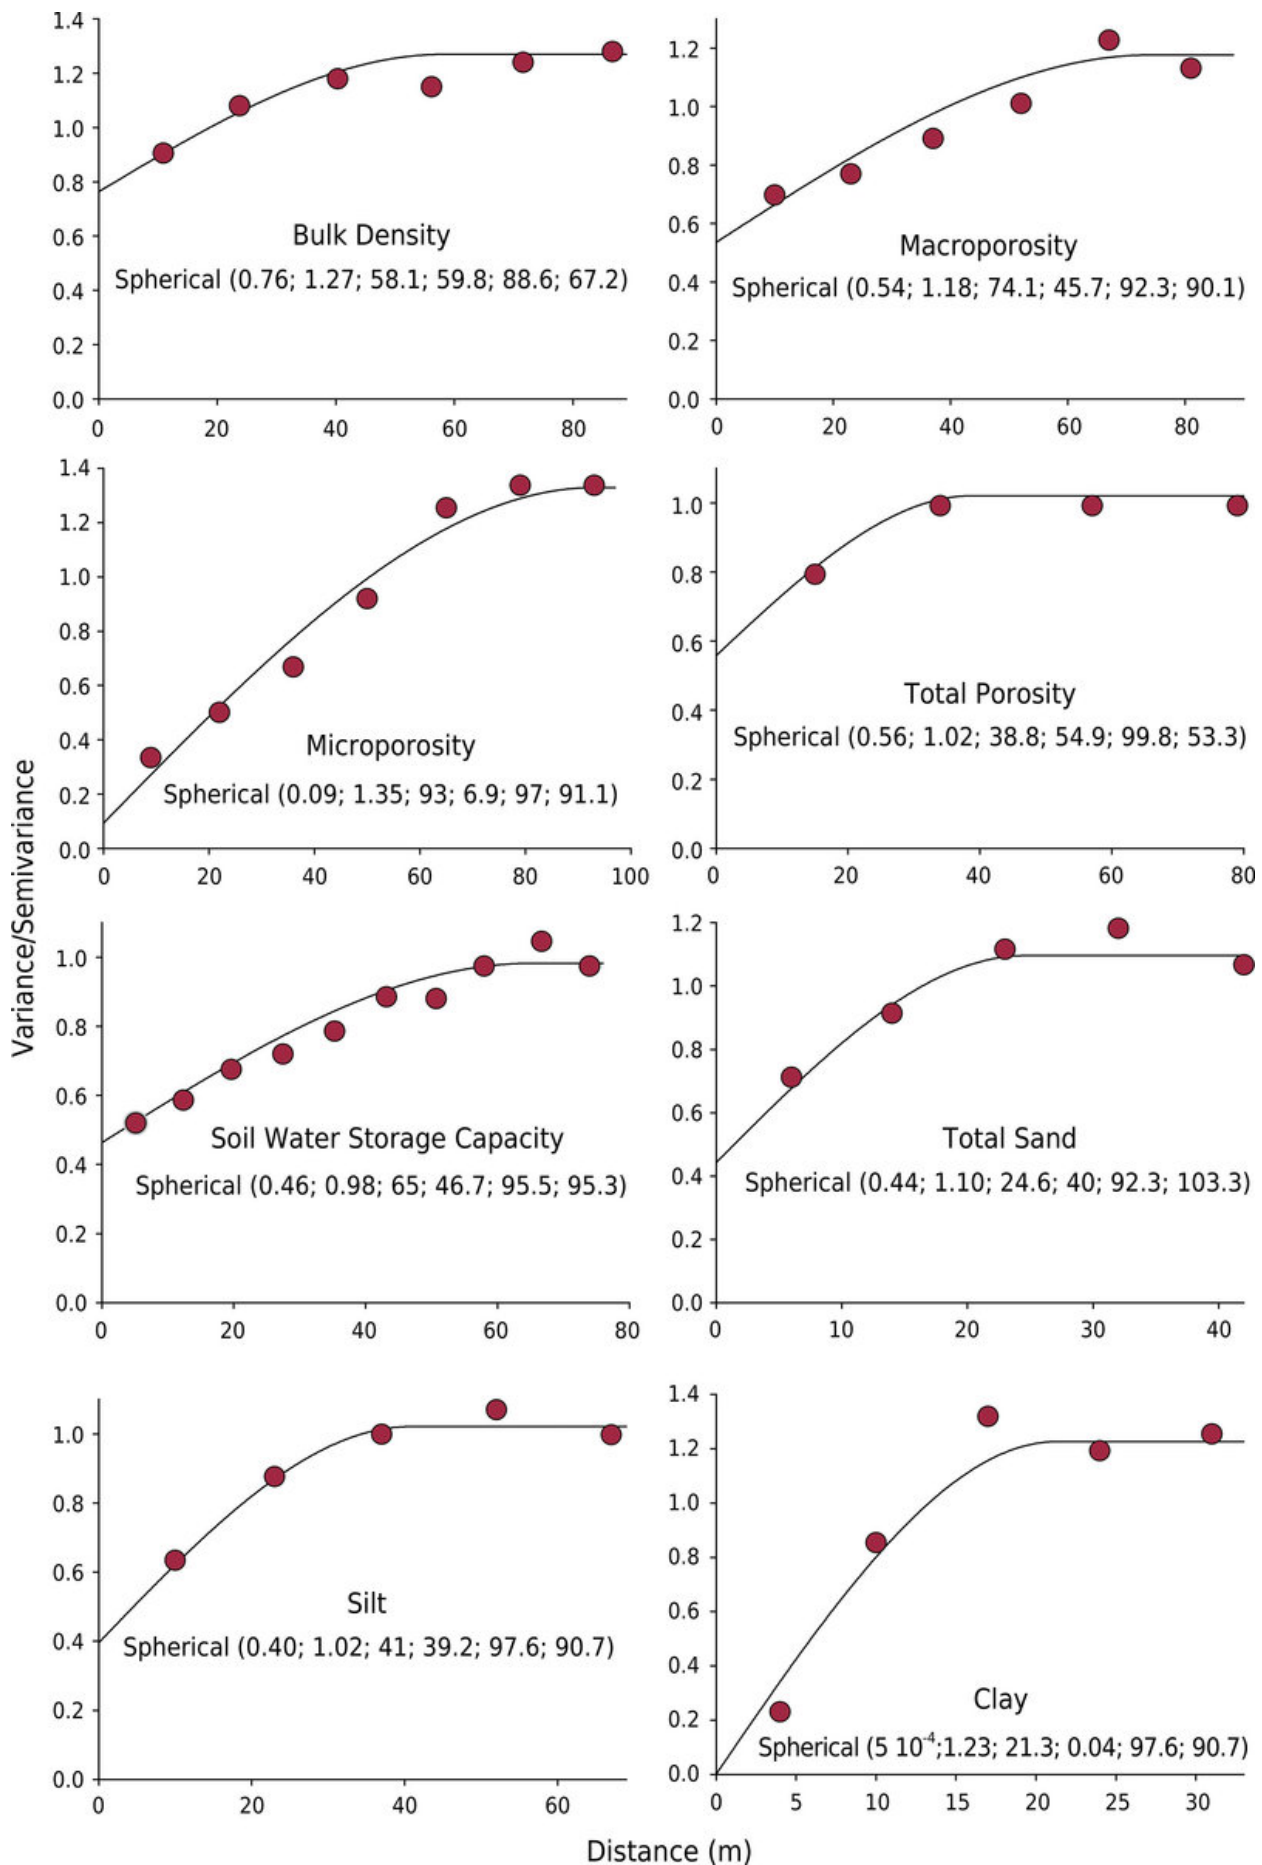 1.4
1.2
1.0
0.8
0.6
0.4
0.2
0.0
0 20 40 60 80
Bulk Density
Spherical (0.76; 1.27; 58.1; 59.8; 88.6; 67.2)
1.2
1.0
0.8
0.6
0.4
0.2
0.0
0 20 40 60 80
Macroporosity
Spherical (0.54; 1.18; 74.1; 45.7; 92.3; 90.1)
1.4
1.2
1.0
0.8
0.6
0.4
0.2
0.0
0 20 40 60 80 100
Microporosity
Spherical (0.09; 1.35; 93; 6.9; 97; 91.1)
1.0
0.8
0.6
0.4
0.2
0.0
0 20 40 60 80
Total Porosity
Spherical (0.56; 1.02; 38.8; 54.9; 99.8; 53.3)
Variance/Semivariance
1.0
0.8
0.6
0.4
0.2
0.0
0 20 40 60 80
Soil Water Storage Capacity
Spherical (0.46; 0.98; 65; 46.7; 95.5; 95.3)
1.2
1.0
0.8
0.6
0.4
0.2
0.0
0 10 20 30 40
Total Sand
Spherical (0.44; 1.10; 24.6; 40; 92.3; 103.3)
1.0
0.8
0.6
0.4
0.2
0.0
0 20 40 60
Silt
Spherical (0.40; 1.02; 41; 39.2; 97.6; 90.7)
1.4
1.2
1.0
0.8
0.6
0.4
0.2
0.0
0 5 10 15 20 25 30
Clay
Spherical (5 10⁻⁴;1.23; 21.3; 0.04; 97.6; 90.7)
Distance (m)